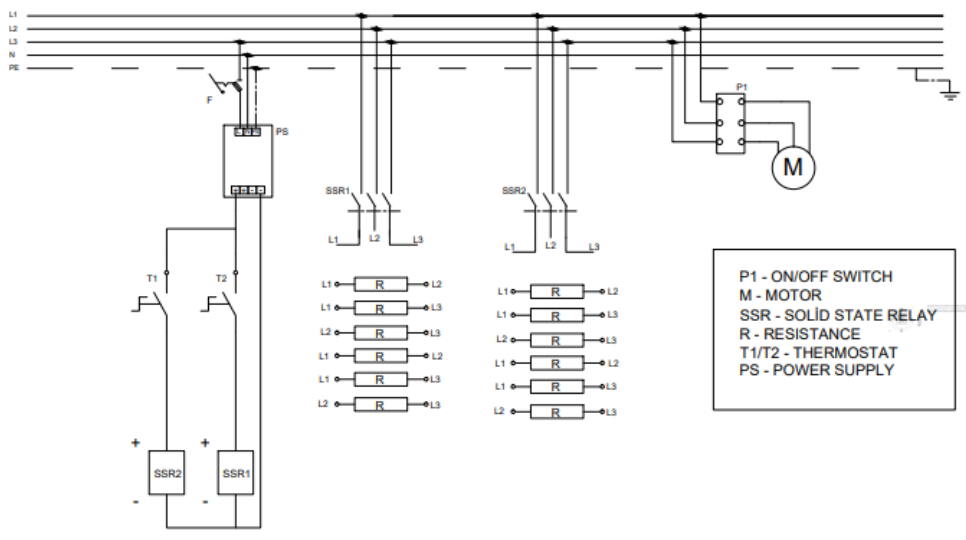 L1
L2
L3
N
PE
F
PS
+ + - -
P1
M
SSR1
L1 L2 L3
SSR2
L1 L2 L3
T1
T2
L1 R L2
L1 R L3
L2 R L3
L1 R L2
L1 R L3
L2 R L3
L1 R L2
L1 R L3
L2 R L3
L1 R L2
L1 R L3
L2 R L3
+ SSR2 -
+ SSR1 -
P1 - ON/OFF SWITCH
M - MOTOR
SSR - SOLİD STATE RELAY
R - RESISTANCE
T1/T2 - THERMOSTAT
PS - POWER SUPPLY